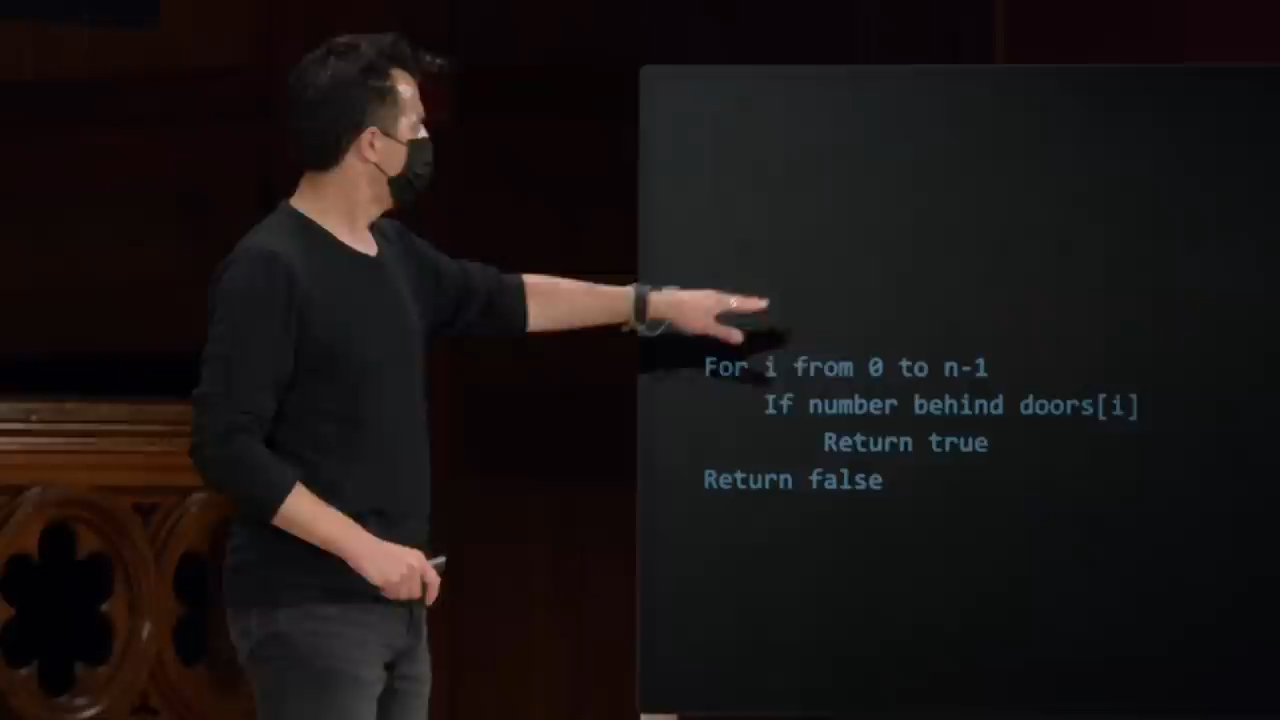 For i from 0 to n-1
If number behind doors[i]
Return true
Return false